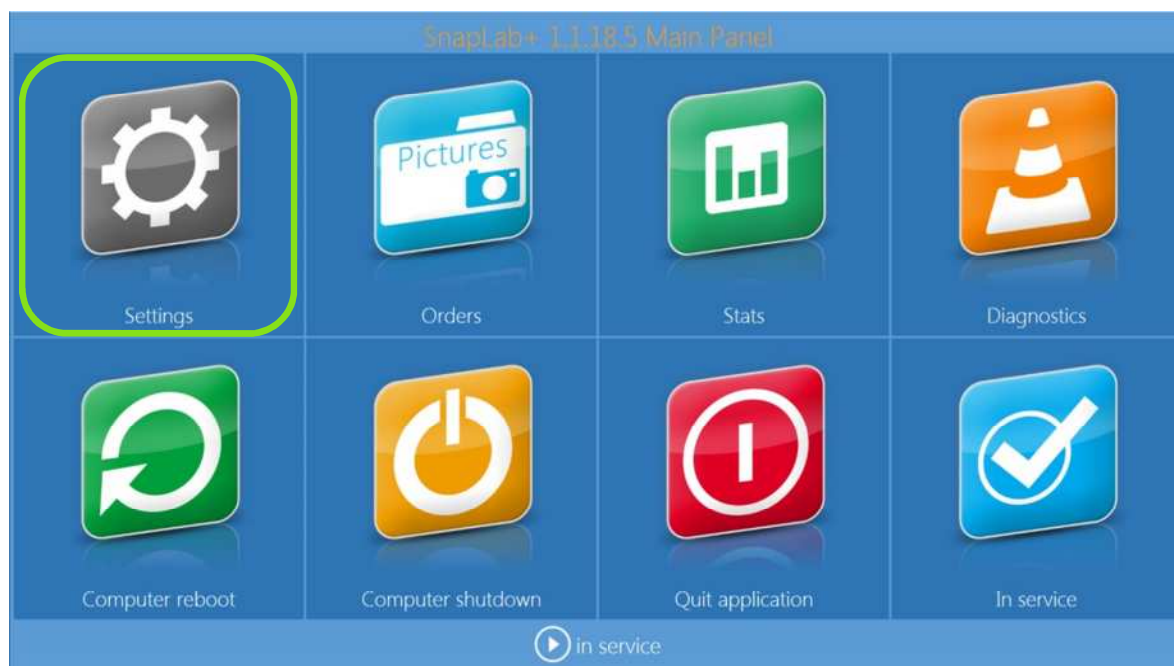 SnapLab+ 1.1.18.5 Main Panel
Pictures
Settings
Orders
Stats
Diagnostics
Computer reboot
Computer shutdown
Quit application
In service
in service